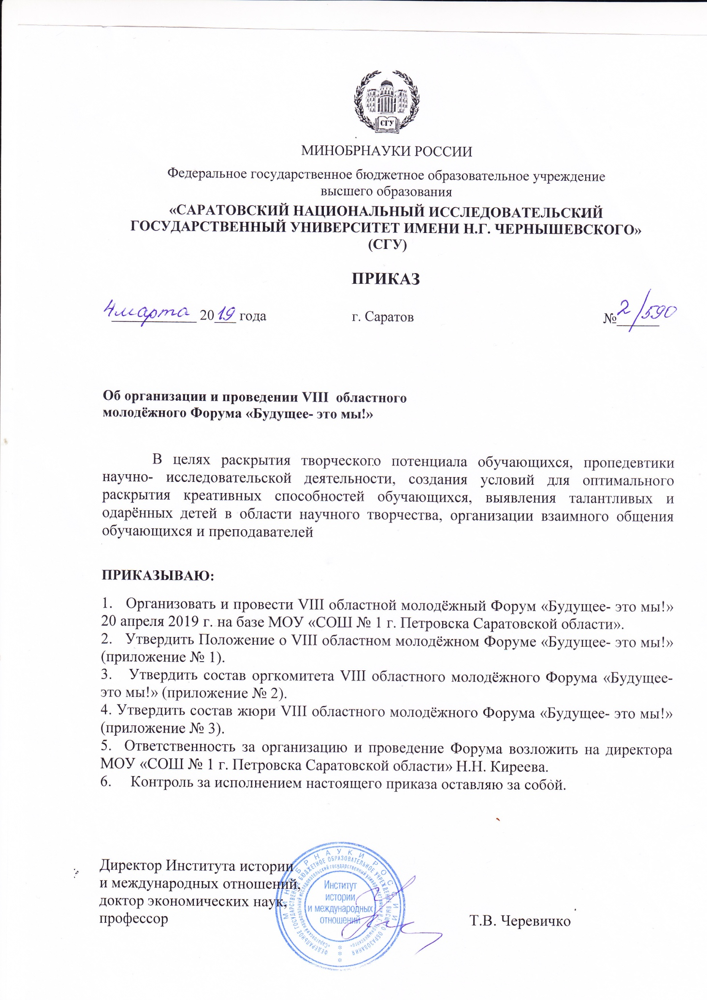 СГУ
МИНОБРНАУКИ РОССИИ
Федеральное государственное бюджетное образовательное учреждение
высшего образования
«САРАТОВСКИЙ НАЦИОНАЛЬНЫЙ ИССЛЕДОВАТЕЛЬСКИЙ
ГОСУДАРСТВЕННЫЙ УНИВЕРСИТЕТ ИМЕНИ Н.Г. ЧЕРНЫШЕВСКОГО»
(СГУ)
ПРИКАЗ
4 марта 2019 года г. Саратов № 2/590
Об организации и проведении VIII областного
молодёжного Форума «Будущее- это мы!»
В целях раскрытия творческого потенциала обучающихся, пропедевтики
научно- исследовательской деятельности, создания условий для оптимального
раскрытия креативных способностей обучающихся, выявления талантливых и
одарённых детей в области научного творчества, организации взаимного общения
обучающихся и преподавателей
ПРИКАЗЫВАЮ:
1. Организовать и провести VIII областной молодёжный Форум «Будущее- это мы!»
20 апреля 2019 г. на базе МОУ «СОШ № 1 г. Петровска Саратовской области».
2. Утвердить Положение о VIII областном молодёжном Форуме «Будущее- это мы!»
(приложение № 1).
3. Утвердить состав оргкомитета VIII областного молодёжного Форума «Будущее-
это мы!» (приложение № 2).
4. Утвердить состав жюри VIII областного молодёжного Форума «Будущее- это мы!»
(приложение № 3).
5. Ответственность за организацию и проведение Форума возложить на директора
МОУ «СОШ № 1 г. Петровска Саратовской области» Н.Н. Киреева.
6. Контроль за исполнением настоящего приказа оставляю за собой.
Директор Института истории
и международных отношений,
доктор экономических наук,
профессор Т.В. Черевичко
МИНОБРНАУКИ РОССИИ
ФЕДЕРАЛЬНОЕ ГОСУДАРСТВЕННОЕ БЮДЖЕТНОЕ ОБРАЗОВАТЕЛЬНОЕ УЧРЕЖДЕНИЕ ВЫСШЕГО ОБРАЗОВАНИЯ
«Саратовский национальный исследовательский государственный университет имени Н.Г. Чернышевского»
Институт
истории
и международных
отношений